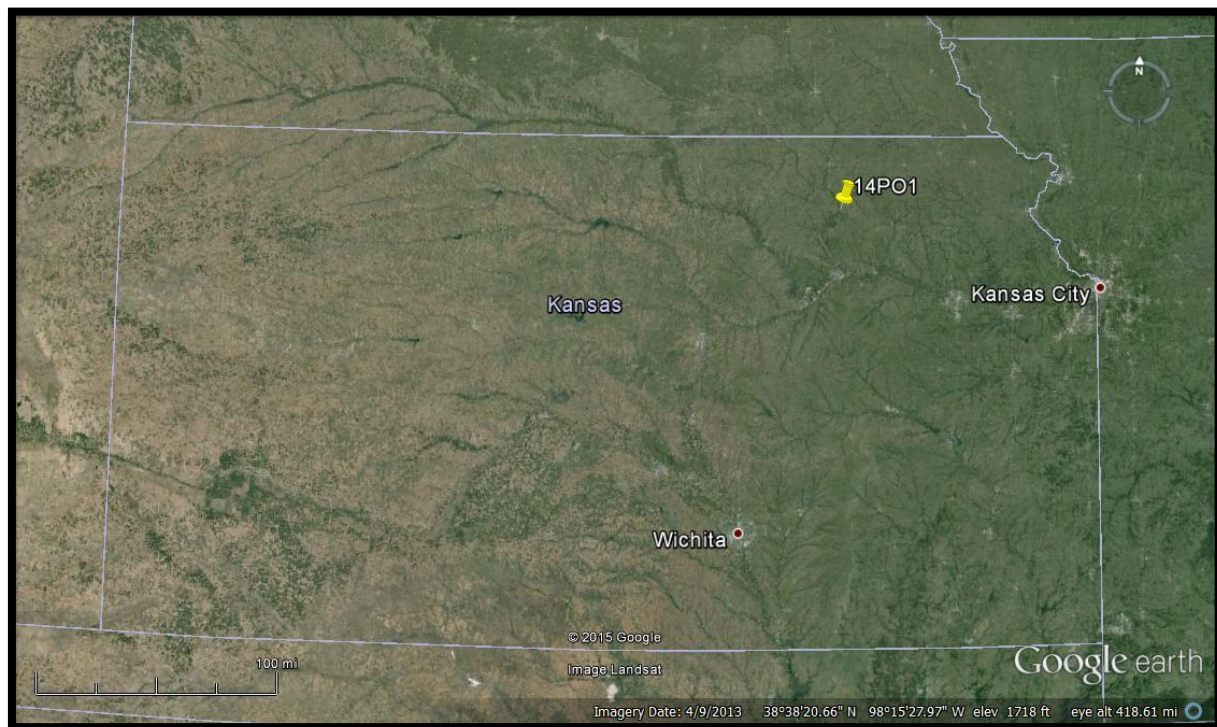 N
14PO1
Kansas City
Kansas
Wichita
© 2015 Google
100 mi
Image Landsat
Google earth
Imagery Date: 4/9/2013 38°38'20.66" N 98°15'27.97" W elev 1718 ft eye alt 418.61 mi